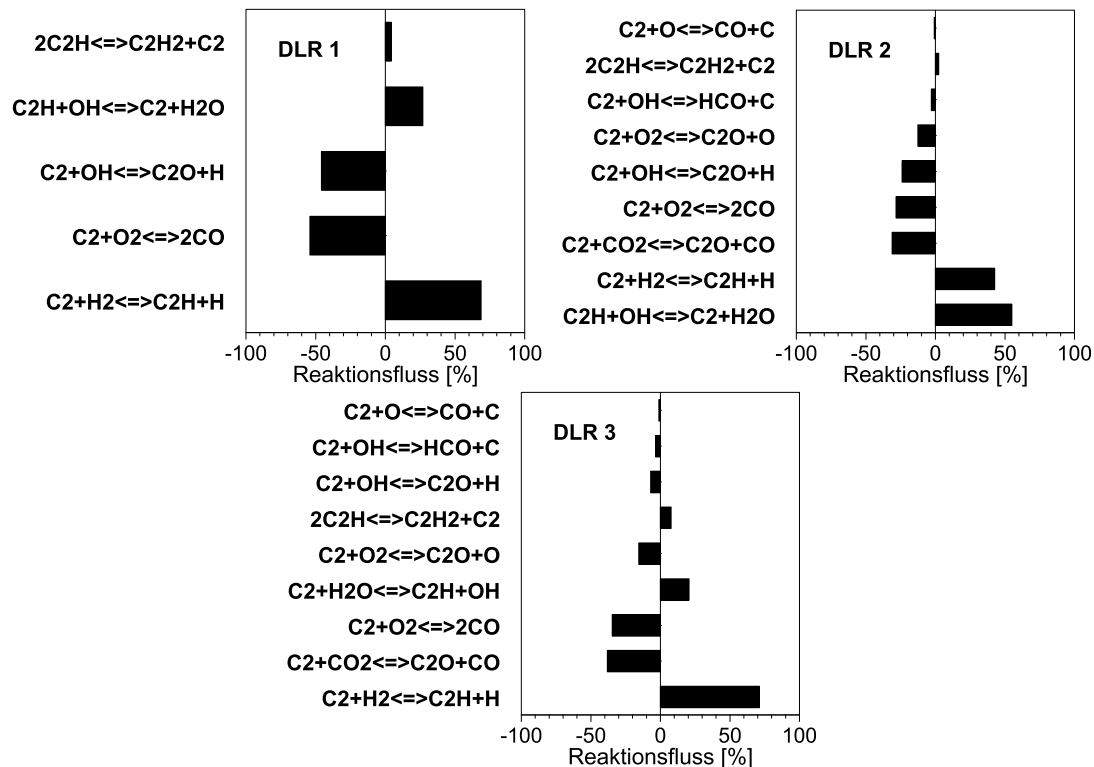 DLR 1
2C2H<=>C2H2+C2
C2H+OH<=>C2+H2O
C2+OH<=>C2O+H
C2+O2<=>2CO
C2+H2<=>C2H+H
-100 -50 0 50 100
Reaktionsfluss [%]
DLR 2
C2+O<=>CO+C
2C2H<=>C2H2+C2
C2+OH<=>HCO+C
C2+O2<=>C2O+O
C2+OH<=>C2O+H
C2+O2<=>2CO
C2+CO2<=>C2O+CO
C2+H2<=>C2H+H
C2H+OH<=>C2+H2O
-100 -50 0 50 100
Reaktionsfluss [%]
DLR 3
C2+O<=>CO+C
C2+OH<=>HCO+C
C2+OH<=>C2O+H
2C2H<=>C2H2+C2
C2+O2<=>C2O+O
C2+H2O<=>C2H+OH
C2+O2<=>2CO
C2+CO2<=>C2O+CO
C2+H2<=>C2H+H
-100 -50 0 50 100
Reaktionsfluss [%]